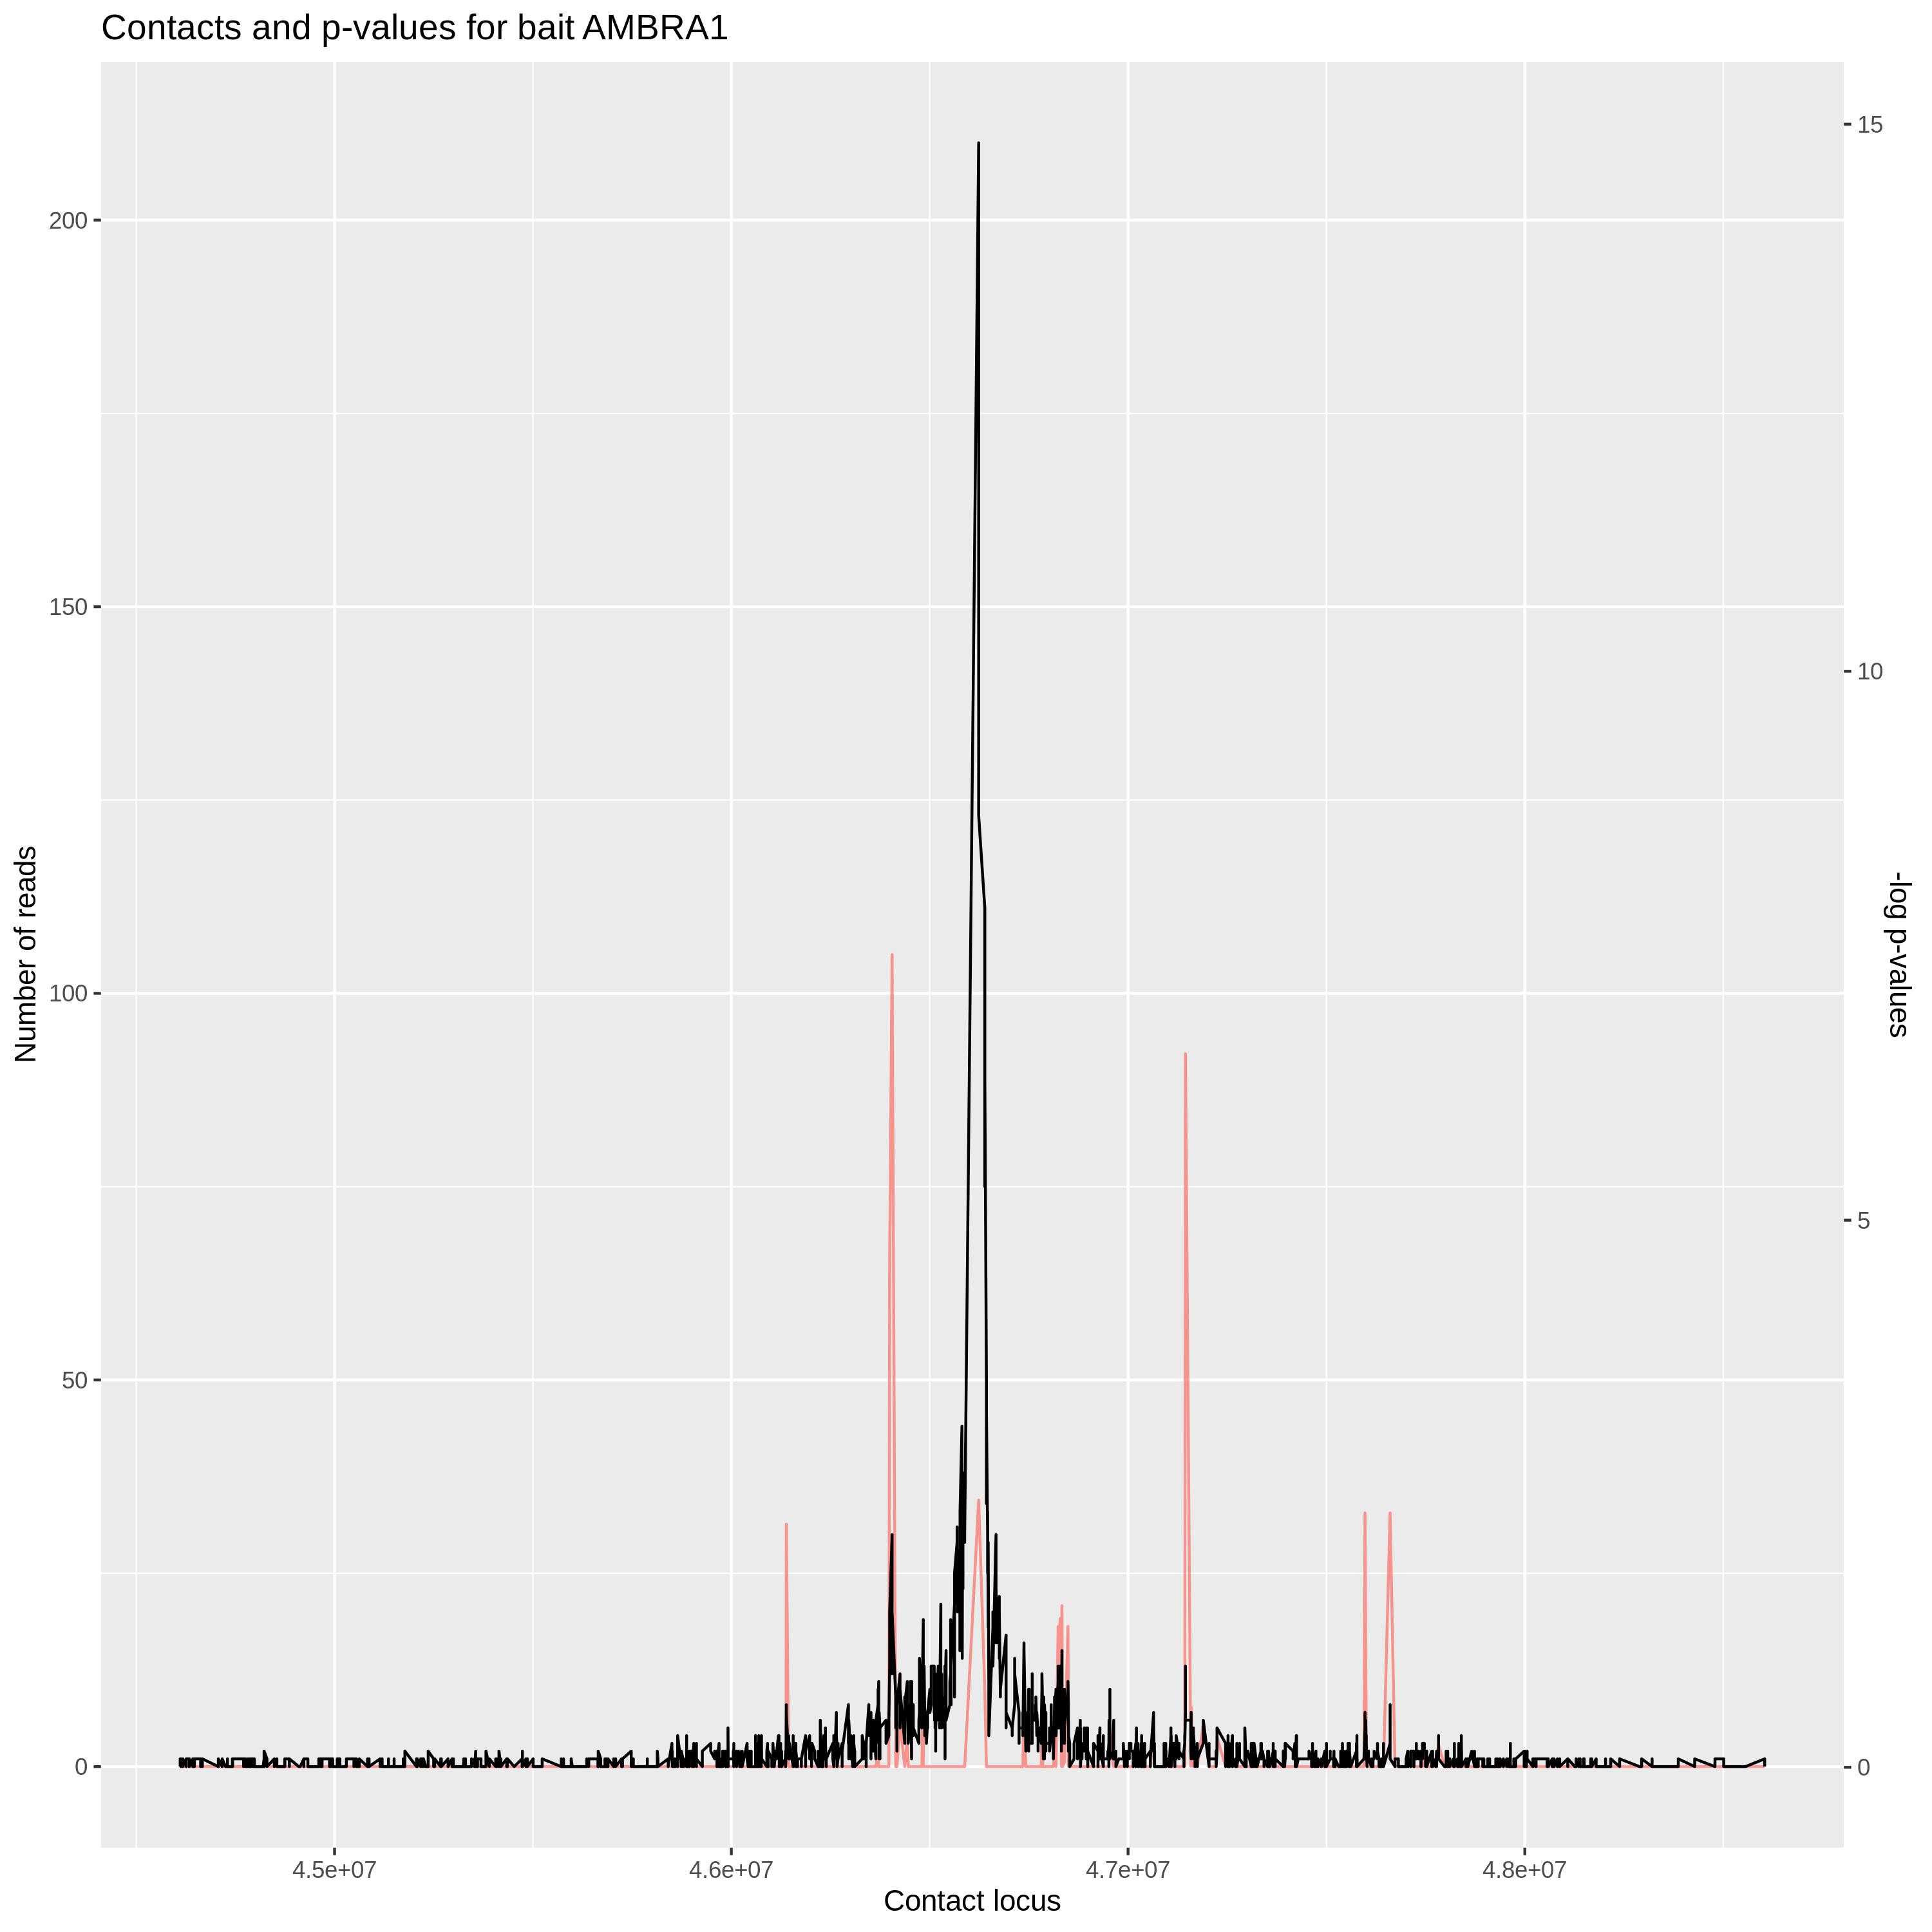 Contacts and p-values for bait AMBRA1
200
150
100
50
0
Number of reads
15
10
5
0
-log p-values
4.5e+07
4.6e+07
4.7e+07
4.8e+07
Contact locus